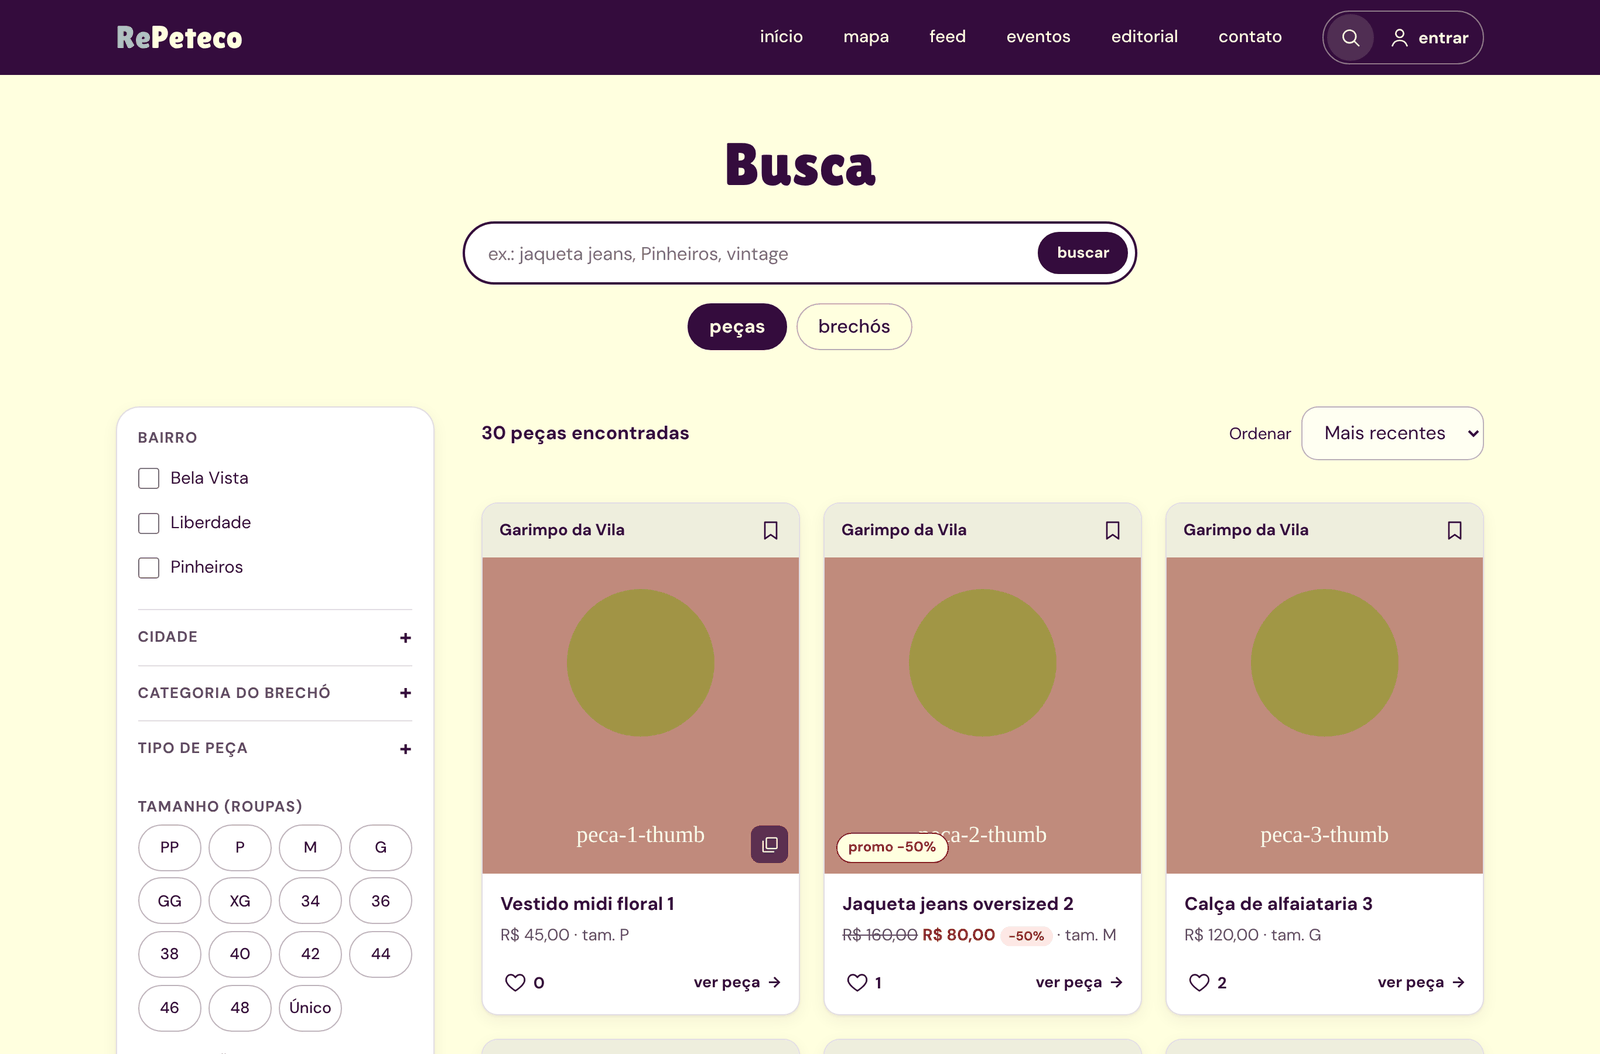 RePeteco
início mapa feed eventos editorial contato entrar
Busca
ex.: jaqueta jeans, Pinheiros, vintage buscar
peças brechós
BAIRRO
Bela Vista
Liberdade
Pinheiros
CIDADE +
CATEGORIA DO BRECHÓ +
TIPO DE PEÇA +
TAMANHO (ROUPAS)
PP P M G
GG XG 34 36
38 40 42 44
46 48 Único
30 peças encontradas
Ordenar Mais recentes
Garimpo da Vila
peca-1-thumb
Vestido midi floral 1
R$ 45,00 · tam. P
0 ver peça →
Garimpo da Vila
promo -50% ca-2-thumb
Jaqueta jeans oversized 2
R$ 160,00 R$ 80,00 -50% · tam. M
1 ver peça →
Garimpo da Vila
peca-3-thumb
Calça de alfaiataria 3
R$ 120,00 · tam. G
2 ver peça →